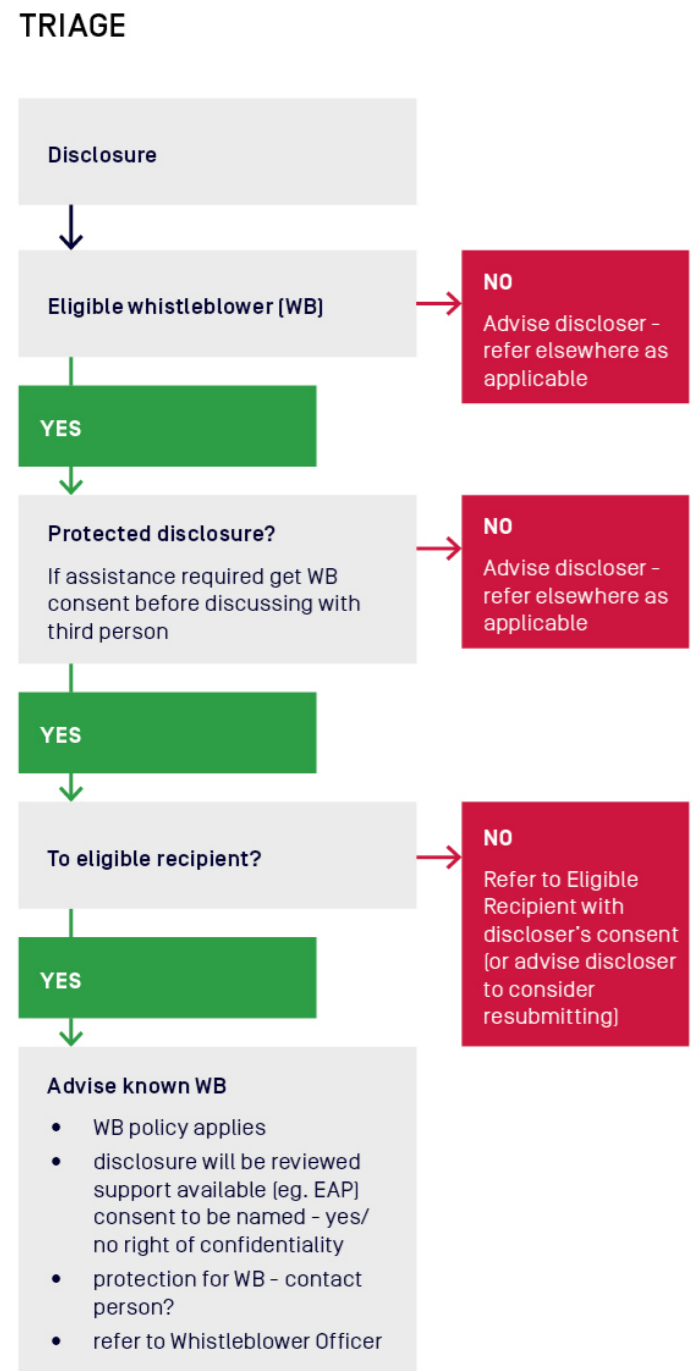 TRIAGE
Disclosure
Eligible whistleblower (WB)
NO
Advise discloser -
refer elsewhere as
applicable
YES
Protected disclosure?
If assistance required get WB
consent before discussing with
third person
NO
Advise discloser -
refer elsewhere as
applicable
YES
To eligible recipient?
NO
Refer to Eligible
Recipient with
discloser's consent
(or advise discloser
to consider
resubmitting)
YES
Advise known WB
• WB policy applies
• disclosure will be reviewed
support available (eg. EAP)
consent to be named - yes/
no right of confidentiality
• protection for WB - contact
person?
• refer to Whistleblower Officer